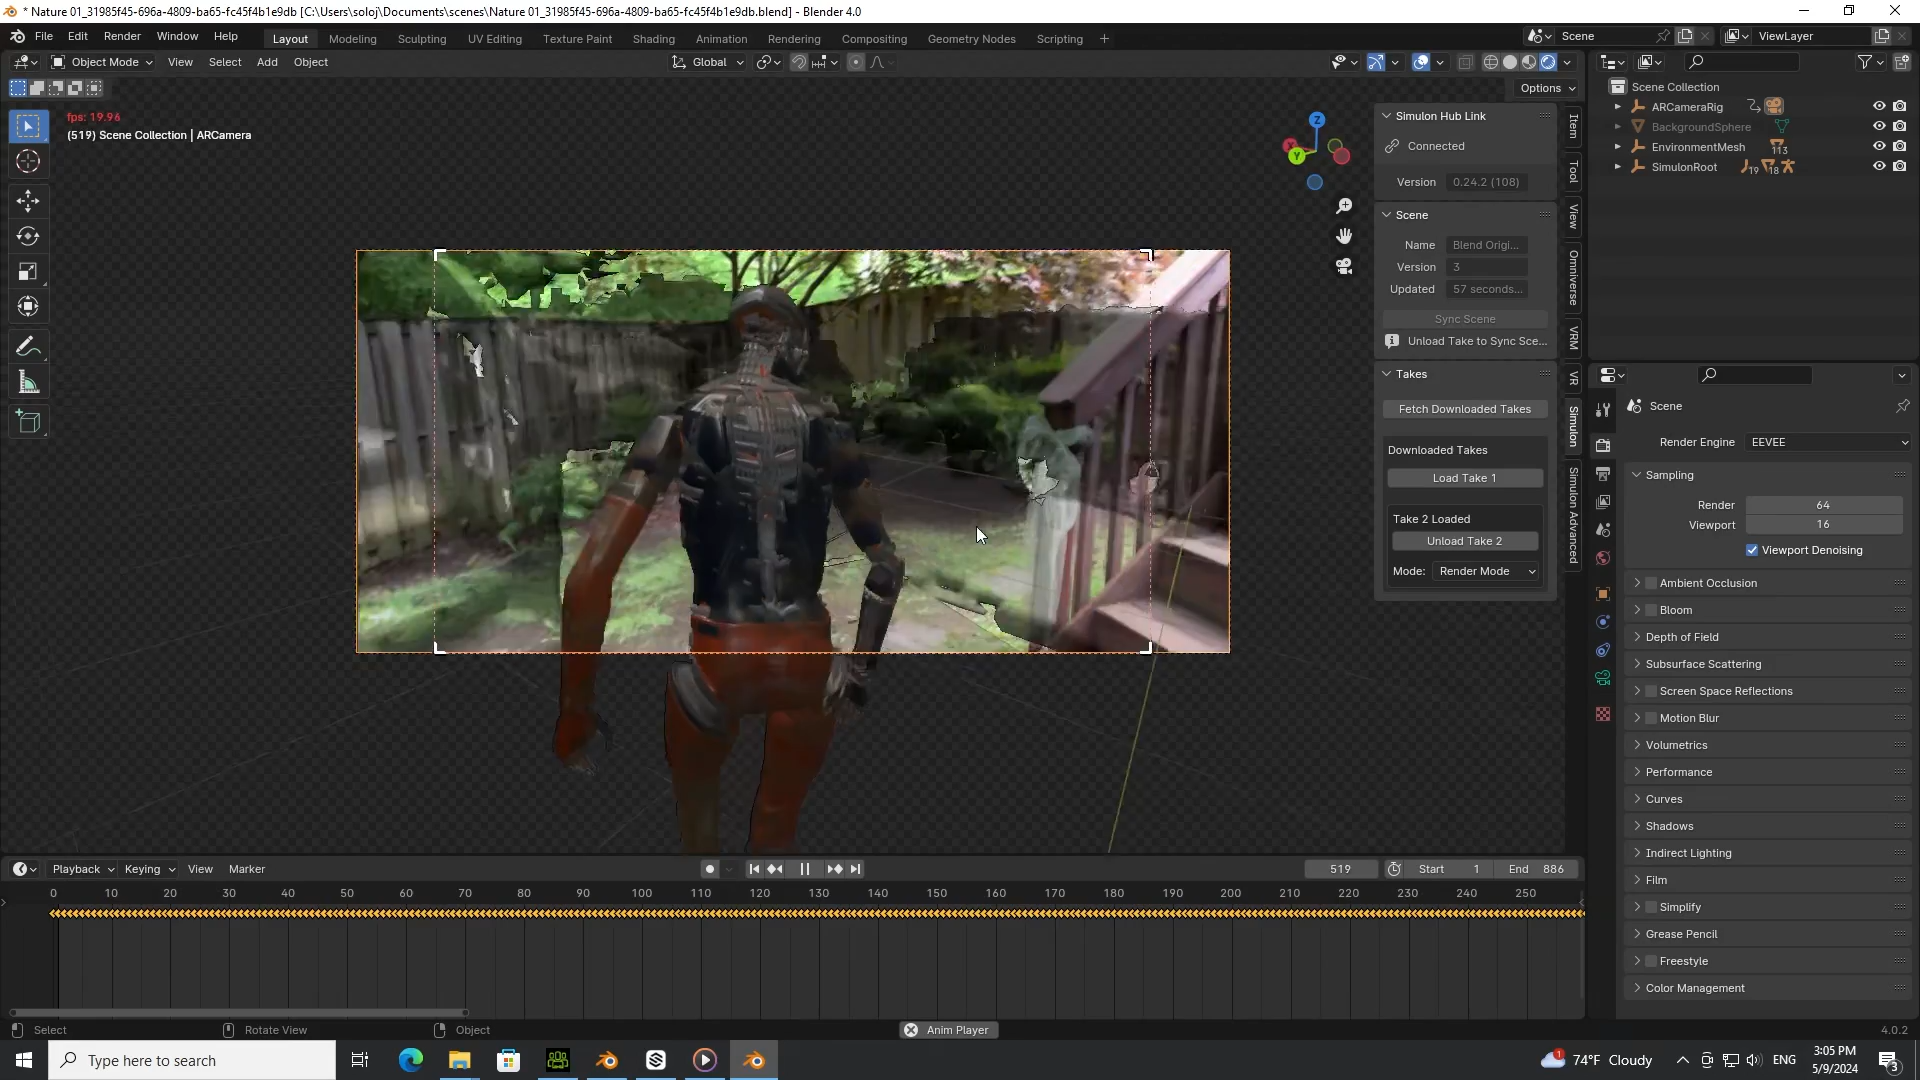 * Nature 01_31985f45-696a-4809-ba65-fc45f4b1e9db [C:\Users\soloj\Documents\scenes\Nature 01_31985f45-696a-4809-ba65-fc45f4b1e9db.blend] - Blender 4.0
File Edit Render Window Help Layout Modeling Sculpting UV Editing Texture Paint Shading Animation Rendering Compositing Geometry Nodes Scripting + Scene ViewLayer
Object Mode View Select Add Object Global
Options
fps: 19.96
(519) Scene Collection | ARCamera
Z
X
Y
Simulon Hub Link
Connected
Version 0.24.2 (108)
Scene
Name Blend Origi...
Version 3
Updated 57 seconds...
Sync Scene
Unload Take to Sync Sce...
Takes
Fetch Downloaded Takes
Downloaded Takes
Load Take 1
Take 2 Loaded
Unload Take 2
Mode: Render Mode
Item
Tool
View
Omniverse
VRM
VR
Simulon
Simulon Advanced
Scene Collection
ARCameraRig
BackgroundSphere
EnvironmentMesh 113
SimulonRoot 19 18
Scene
Render Engine EEVEE
Sampling
Render 64
Viewport 16
Viewport Denoising
Ambient Occlusion
Bloom
Depth of Field
Subsurface Scattering
Screen Space Reflections
Motion Blur
Volumetrics
Performance
Curves
Shadows
Indirect Lighting
Film
Simplify
Grease Pencil
Freestyle
Color Management
Playback Keying View Marker 519 Start 1 End 886
0 10 20 30 40 50 60 70 80 90 100 110 120 130 140 150 160 170 180 190 200 210 220 230 240 250
Select Rotate View Object Anim Player 4.0.2
Type here to search 1 74°F Cloudy ENG 3:05 PM
5/9/2024 3